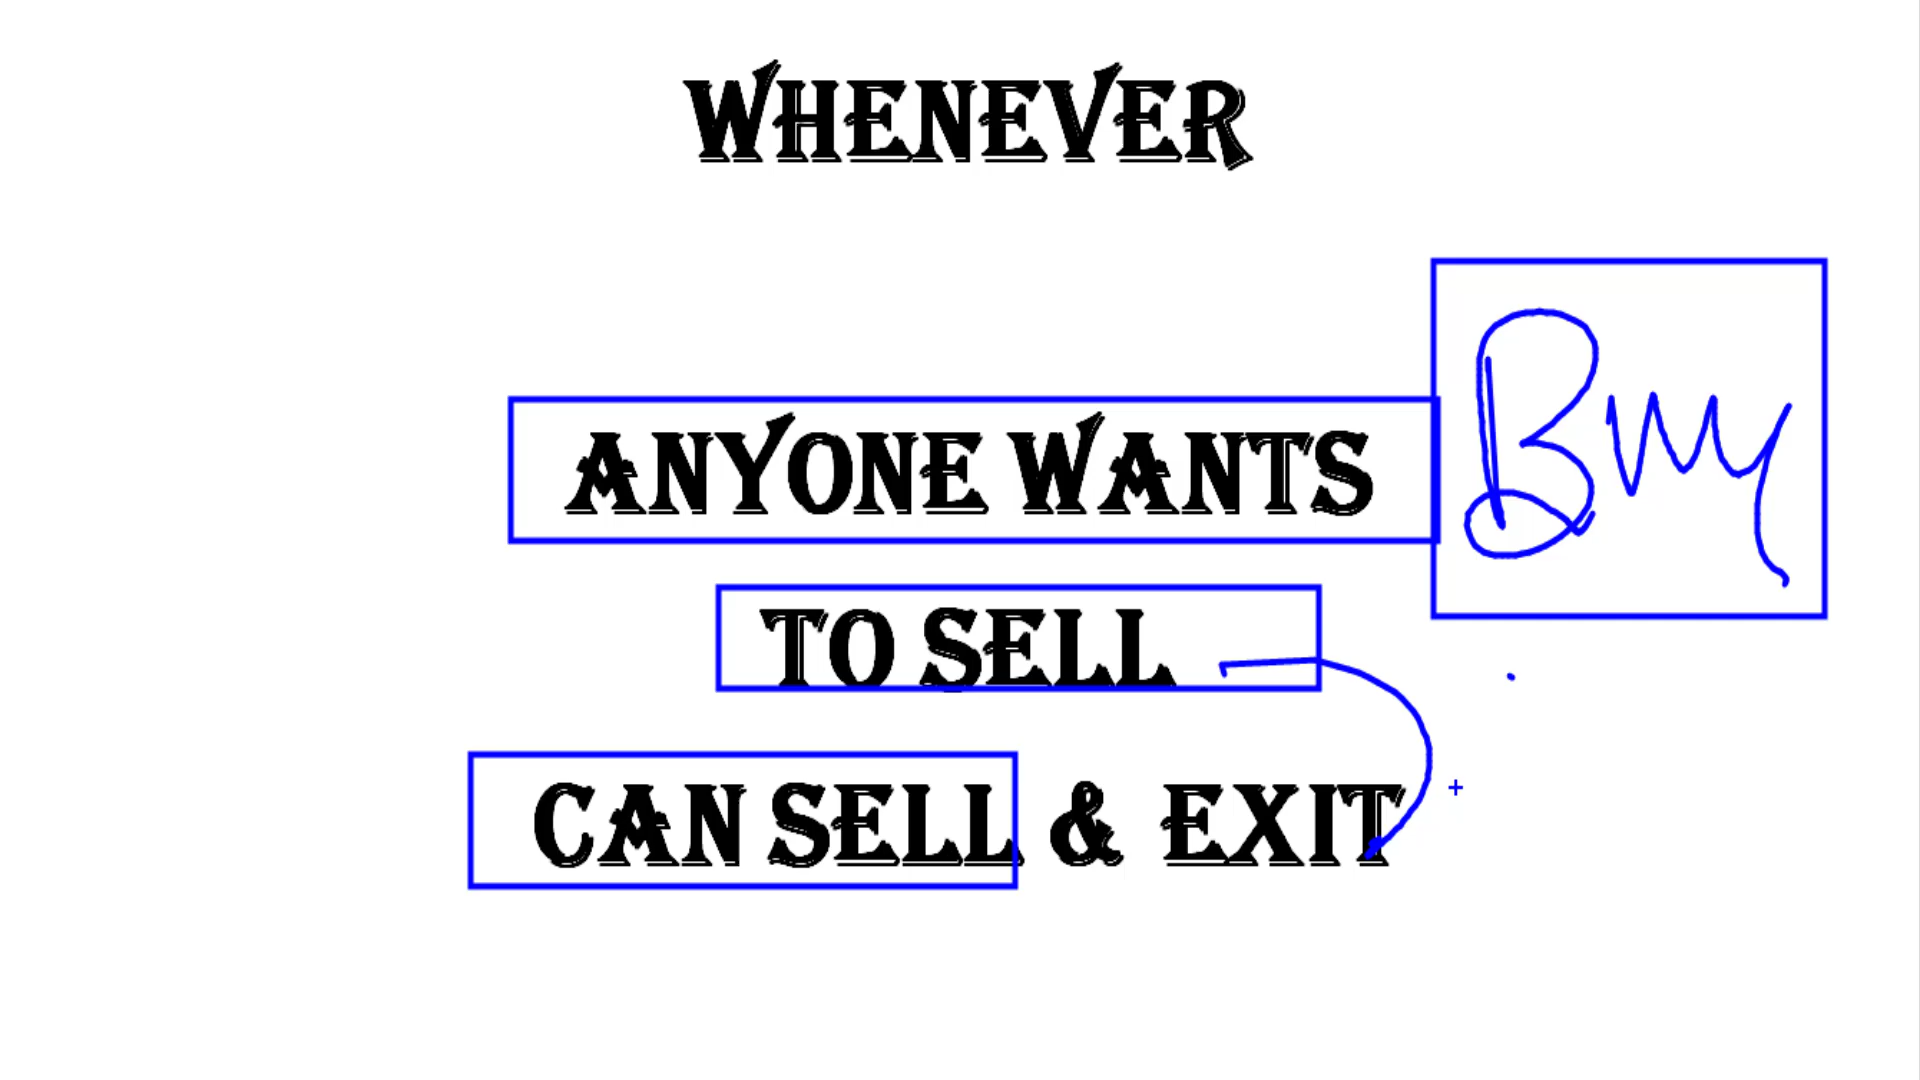 WHENEVER
ANYONE WANTS
Buy
TO SELL
CAN SELL & EXIT